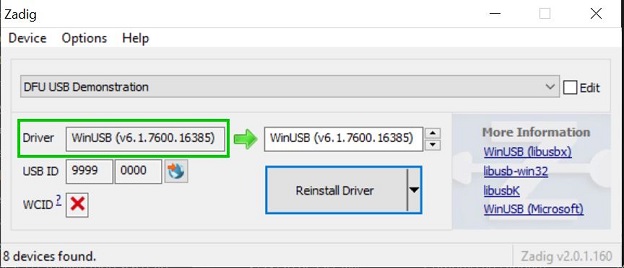 Zadig
Device Options Help
DFU USB Demonstration
Edit
Driver WinUSB (v6.1.7600.16385) WinUSB (v6.1.7600.16385)
More Information
WinUSB (libusbx)
USB ID 9999 0000
libusb-win32
Reinstall Driver
libusbK
WCID ?
WinUSB (Microsoft)
8 devices found.
Zadig v2.0.1.160